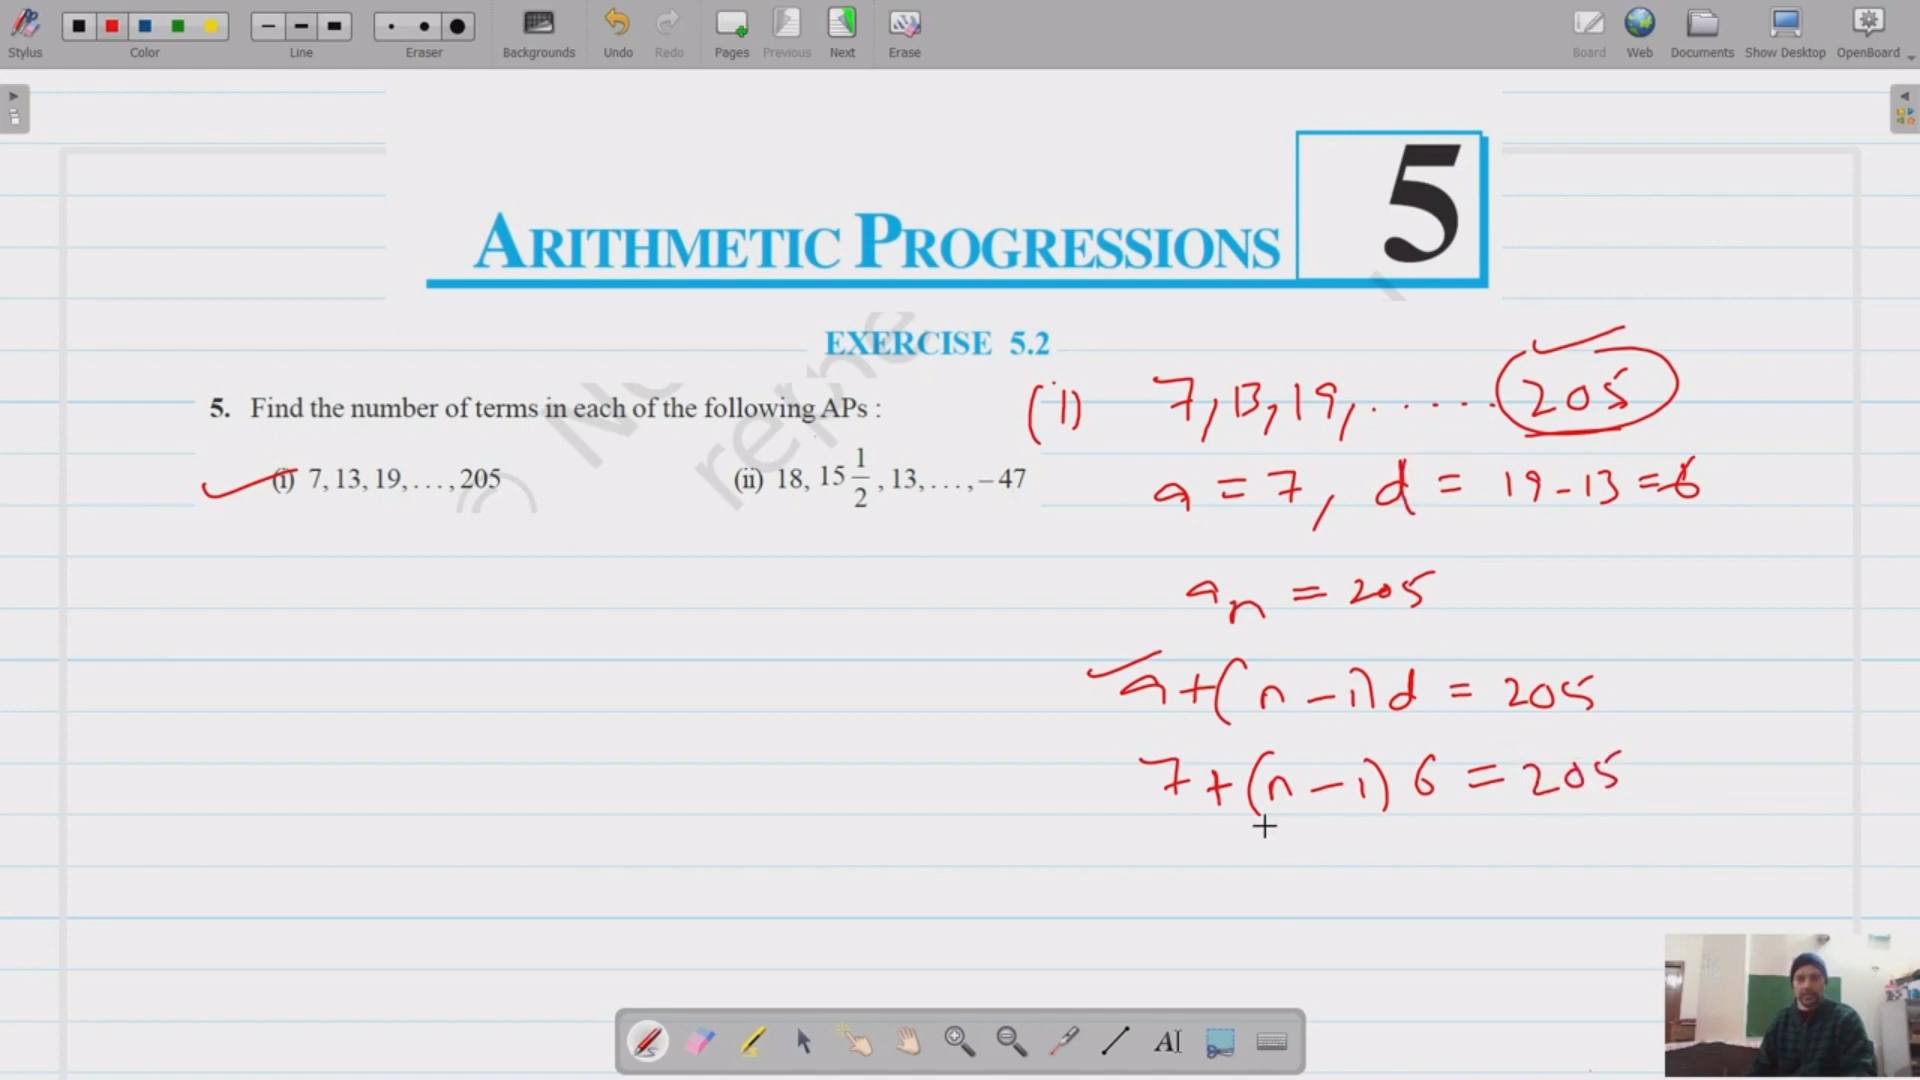 Stylus Color Line Eraser Backgrounds Undo Redo Pages Previous Next Erase Board Web Documents Show Desktop OpenBoard
ARITHMETIC PROGRESSIONS 5
EXERCISE 5.2
5. Find the number of terms in each of the following APs :
(i) 7, 13, 19, . . . , 205 (ii) 18, 15 1/2 , 13, . . . , – 47
(i) 7, 13, 19, . . . . . 205
a = 7, d = 19 - 13 = 6
an = 205
a + (n - 1) d = 205
7 + (n - 1) 6 = 205